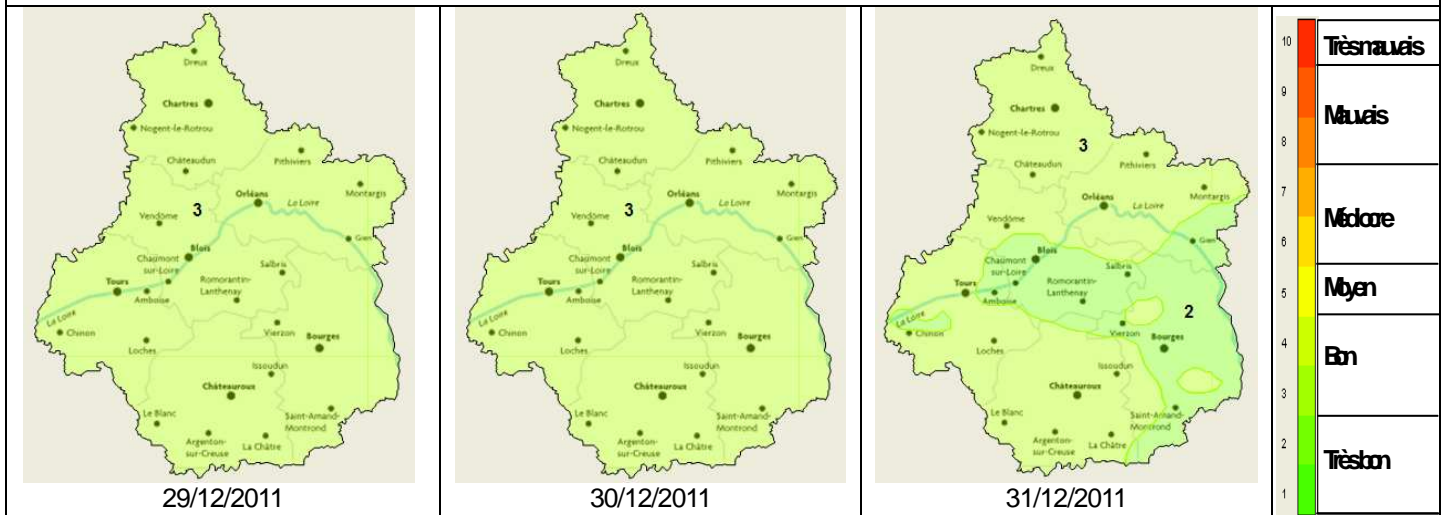 Dreux
Chartres
Nogent-le-Rotrou
Châteaudun
Pithiviers
Montargis
Orléans
La Loire
3
Vendôme
Gien
Blois
Chaumont
sur-Loire
Salbris
Romorantin-
Lanthenay
Tours
Amboise
La Loire
Chinon
Vierzon
Bourges
Loches
Issoudun
Châteauroux
Le Blanc
Saint-Amand-
Montrond
Argenton-
sur-Creuse
La Châtre
29/12/2011
Dreux
Chartres
Nogent-le-Rotrou
Châteaudun
Pithiviers
Montargis
Orléans
La Loire
3
Vendôme
Gien
Blois
Chaumont
sur-Loire
Salbris
Romorantin-
Lanthenay
Tours
Amboise
La Loire
Chinon
Vierzon
Bourges
Loches
Issoudun
Châteauroux
Le Blanc
Saint-Amand-
Montrond
Argenton-
sur-Creuse
La Châtre
30/12/2011
Dreux
Chartres
3
Nogent-le-Rotrou
Châteaudun
Pithiviers
Montargis
Orléans
La Loire
Vendôme
Gien
Blois
Chaumont
sur-Loire
Salbris
Romorantin-
Lanthenay
Tours
Amboise
2
La Loire
Chinon
Vierzon
Bourges
Loches
Issoudun
Châteauroux
Le Blanc
Saint-Amand-
Montrond
Argenton-
sur-Creuse
La Châtre
31/12/2011
10
Très mauvais
9
Mauvais
8
7
Médiocre
6
5
Moyen
4
Bon
3
2
Très bon
1